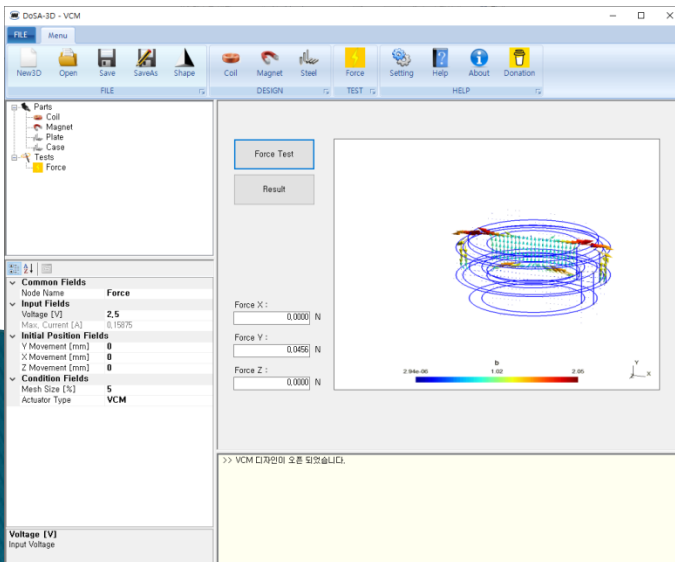 DoSA-3D - VCM
FILE Menu
New3D Open Save SaveAs Shape Coil Magnet Steel Force Setting Help About Donation
FILE DESIGN TEST HELP
Parts
Coil
Magnet
Plate
Case
Tests
Force
Common Fields
Node Name Force
Input Fields
Voltage [V] 2.5
Max. Current [A] 0.15875
Initial Position Fields
Y Movement [mm] 0
X Movement [mm] 0
Z Movement [mm] 0
Condition Fields
Mesh Size [%] 5
Actuator Type VCM
Voltage [V]
Input Voltage
Force Test
Result
Force X :
0.0000 N
Force Y :
0.0456 N
Force Z :
0.0000 N
b
2.94e-06 1.02 2.05
Y
Z X
>> VCM 디자인이 오픈 되었습니다.